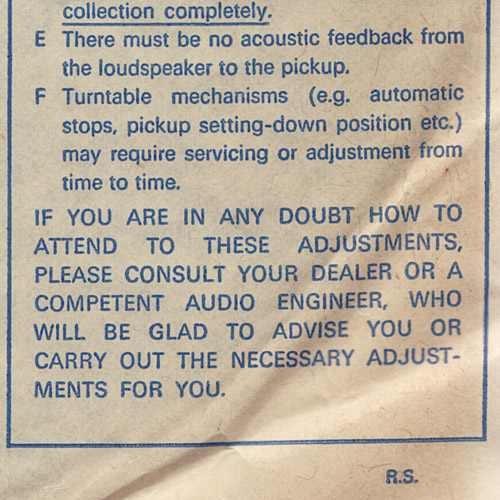 collection completely.
E There must be no acoustic feedback from
the loudspeaker to the pickup.
F Turntable mechanisms (e.g. automatic
stops, pickup setting-down position etc.)
may require servicing or adjustment from
time to time.
IF YOU ARE IN ANY DOUBT HOW TO
ATTEND TO THESE ADJUSTMENTS,
PLEASE CONSULT YOUR DEALER OR A
COMPETENT AUDIO ENGINEER, WHO
WILL BE GLAD TO ADVISE YOU OR
CARRY OUT THE NECESSARY ADJUST-
MENTS FOR YOU.
R.S.